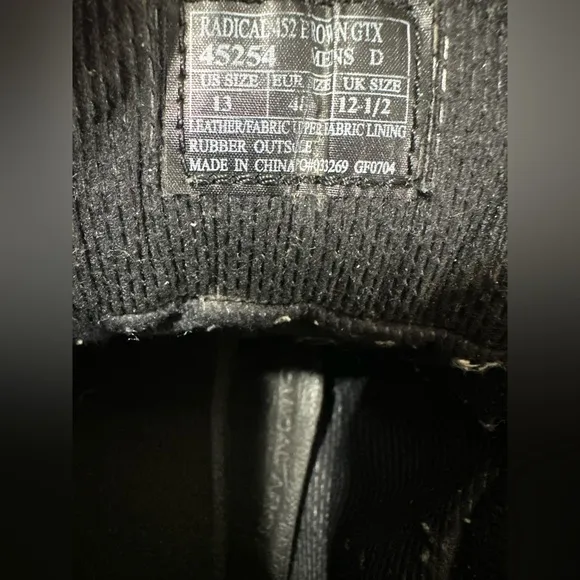 RADICAL 452 BROWN GTX
45254 MENS D
US SIZE EUR SIZE UK SIZE
13 12 1/2
LEATHER/FABRIC UPPER FABRIC LINING
RUBBER OUTSOLE
MADE IN CHINA GF0704